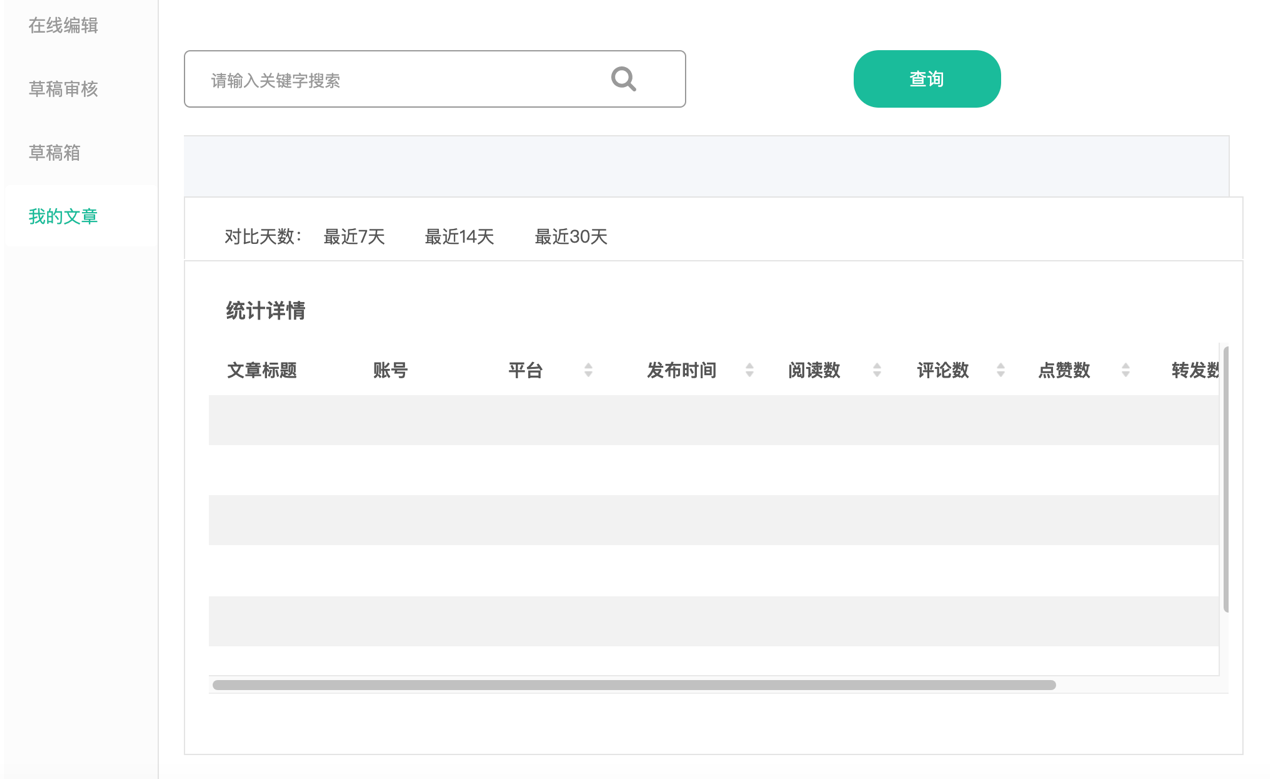 在线编辑
草稿审核
草稿箱
我的文章
请输入关键字搜索
查询
对比天数： 最近7天 最近14天 最近30天
统计详情
文章标题 账号 平台 发布时间 阅读数 评论数 点赞数 转发数